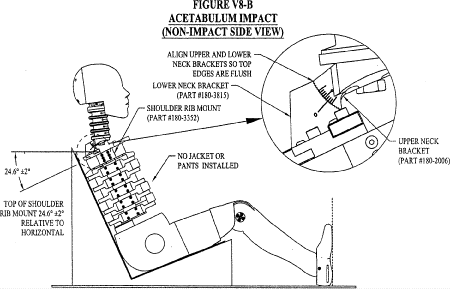 FIGURE V8-B
ACETABULUM IMPACT
(NON-IMPACT SIDE VIEW)
ALIGN UPPER AND LOWER
NECK BRACKETS SO TOP
EDGES ARE FLUSH
LOWER NECK BRACKET
(PART #180-3815)
SHOULDER RIB MOUNT
(PART #180-3352)
UPPER NECK
BRACKET
(PART #180-2006)
NO JACKET OR
PANTS INSTALLED
24.6° ±2°
TOP OF SHOULDER
RIB MOUNT 24.6° ±2°
RELATIVE TO
HORIZONTAL